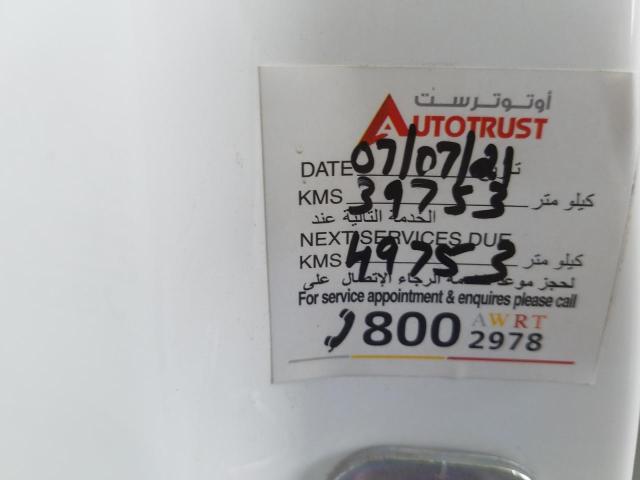 أوتوترست
AUTOTRUST
DATE 07/07/21 تاريخ
KMS 39753 كيلو متر
الخدمة التالية عند
NEXT SERVICES DUE
KMS 49753 كيلو متر
لحجز موعد الرجاء الإتصال على
For service appointment & enquires please call
800 AWRT
2978